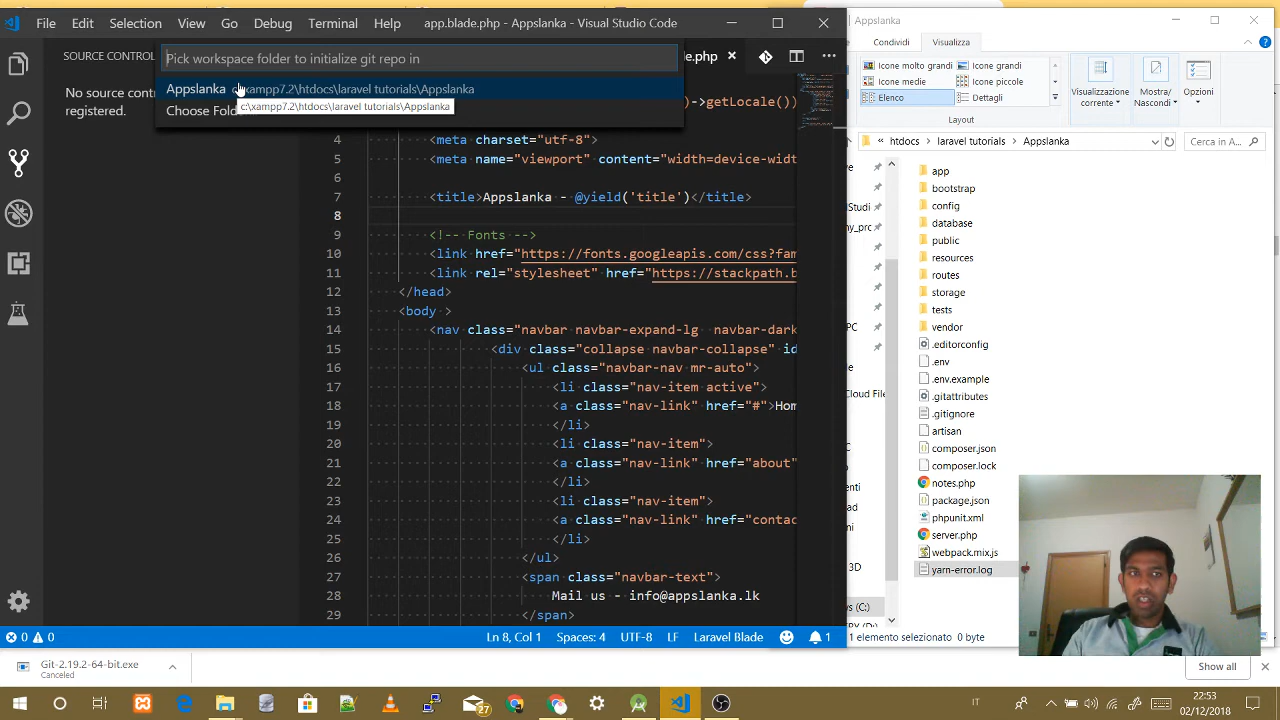 File Edit Selection View Go Debug Terminal Help app.blade.php - Appslanka - Visual Studio Code
SOURCE CONTROL
Pick workspace folder to initialize git repo in
Appslanka c:\xampp7.2\htdocs\laravel tutorials\Appslanka
c:\xampp7.2\htdocs\laravel tutorials\Appslanka
)->getLocale())
4 <meta charset="utf-8">
5 <meta name="viewport" content="width=device-widt
6
7 <title>Appslanka - @yield('title')</title>
8
9 <!-- Fonts -->
10 <link href="https://fonts.googleapis.com/css?fam
11 <link rel="stylesheet" href="https://stackpath.b
12 </head>
13 <body >
14 <nav class="navbar navbar-expand-lg navbar-dark
15 <div class="collapse navbar-collapse" id
16 <ul class="navbar-nav mr-auto">
17 <li class="nav-item active">
18 <a class="nav-link" href="#">Hom
19 </li>
20 <li class="nav-item">
21 <a class="nav-link" href="about"
22 </li>
23 <li class="nav-item">
24 <a class="nav-link" href="contac
25 </li>
26 </ul>
27 <span class="navbar-text">
28 Mail us - info@appslanka.lk
29 </span>
0 0 Ln 8, Col 1 Spaces: 4 UTF-8 LF Laravel Blade 1
Appslanka
Condividi Visualizza
Icone molto grandi Icone grandi
Icone medie Icone piccole
Elenco Dettagli
Visualizzazione corrente Mostra/ Nascondi Opzioni
Layout
htdocs laravel tutorials Appslanka Cerca in A...
app
bootstrap
config
database
public
resources
routes
storage
tests
vendor
.editorconfig
.env
.env.example
.gitattributes
.gitignore
artisan
composer.json
composer.lock
notes.php
package.json
phpunit.xml
server.php
webpack.mix.js
yarn-error.log
1 elemento selezionato 0 byte
Git-2.19.2-64-bit.exe
Canceled
Show all
27
IT
22:53
02/12/2018